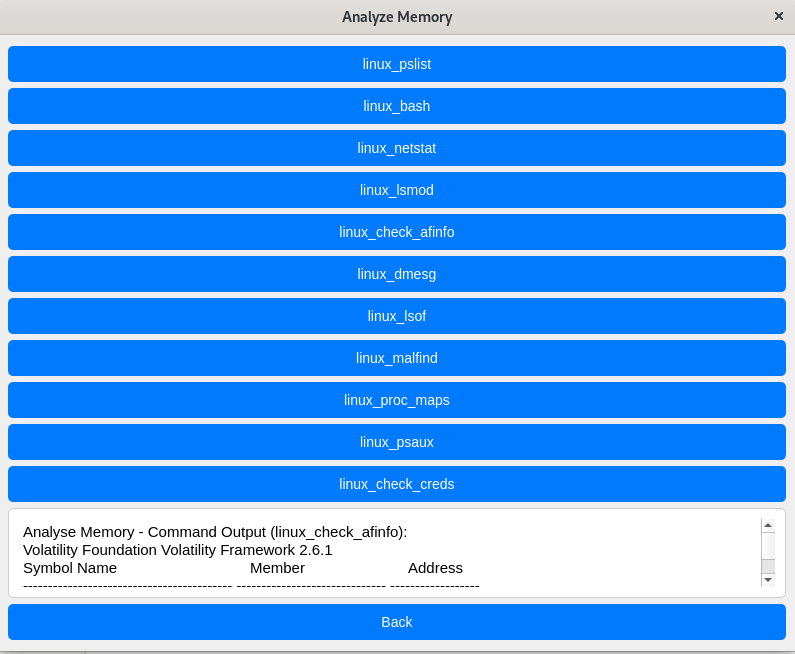 Analyze Memory
linux_pslist
linux_bash
linux_netstat
linux_lsmod
linux_check_afinfo
linux_dmesg
linux_lsof
linux_malfind
linux_proc_maps
linux_psaux
linux_check_creds
Analyse Memory - Command Output (linux_check_afinfo):
Volatility Foundation Volatility Framework 2.6.1
Symbol Name Member Address
------------------------------------------ ------------------------------ ------------------
Back